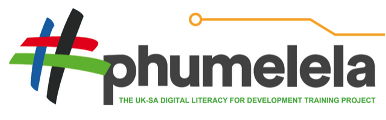 #phumelela
THE UK-SA DIGITAL LITERACY FOR DEVELOPMENT TRAINING PROJECT